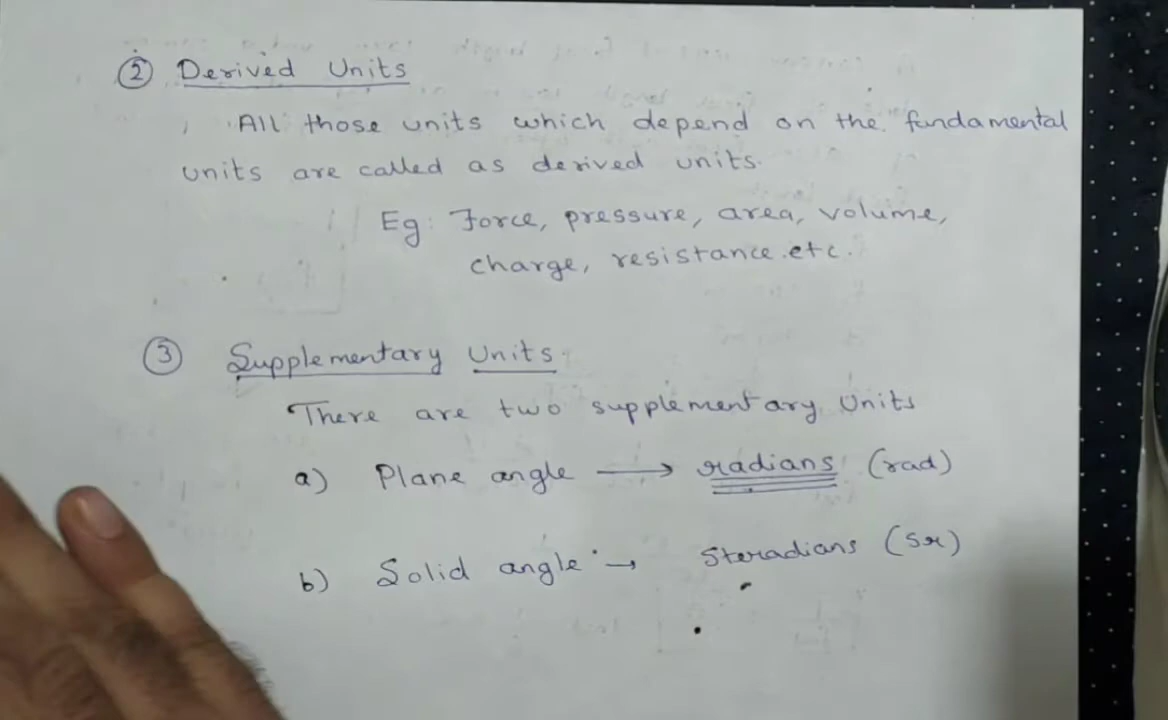 ② Derived Units
All those units which depend on the fundamental
units are called as derived units.
Eg: Force, pressure, area, volume,
charge, resistance.etc.
③ Supplementary Units.
There are two supplementary Units
a) Plane angle → radians (rad)
b) Solid angle → Steradians (Sr)